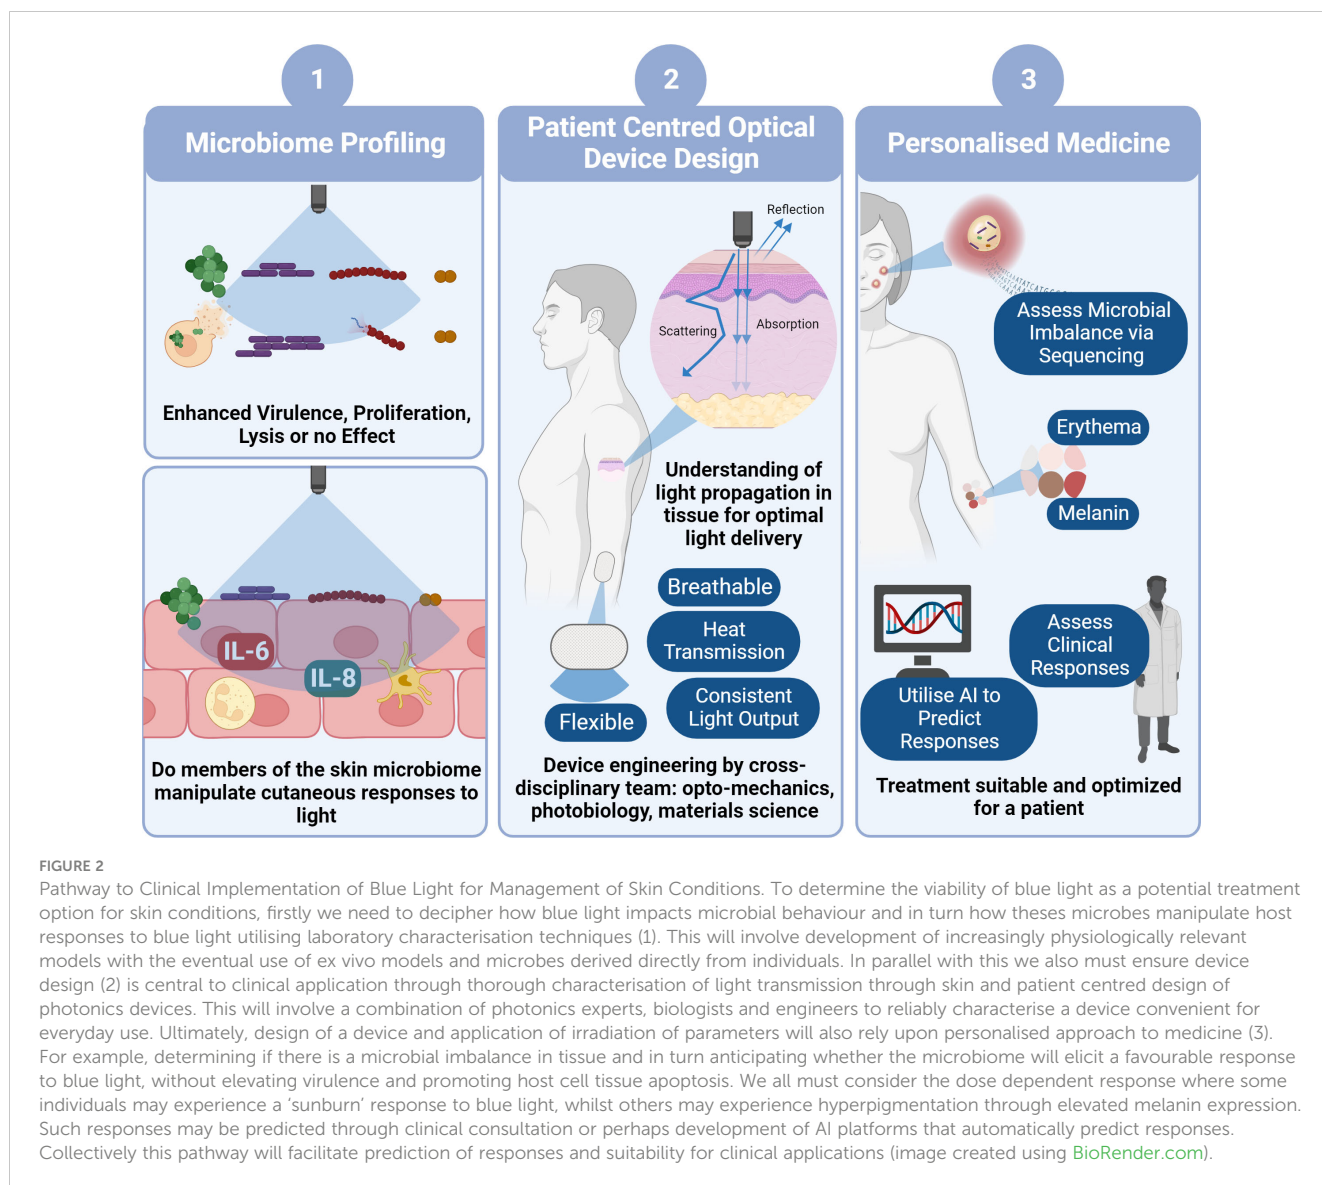 1
Microbiome Profiling
Enhanced Virulence, Proliferation,
Lysis or no Effect
IL-6
IL-8
Do members of the skin microbiome
manipulate cutaneous responses to
light
2
Patient Centred Optical
Device Design
Reflection
Scattering
Absorption
Understanding of
light propagation in
tissue for optimal
light delivery
Breathable
Heat
Transmission
Consistent
Light Output
Flexible
Device engineering by cross-
disciplinary team: opto-mechanics,
photobiology, materials science
3
Personalised Medicine
Assess Microbial
Imbalance via
Sequencing
Erythema
Melanin
Assess
Clinical
Responses
Utilise AI to
Predict
Responses
Treatment suitable and optimized
for a patient
FIGURE 2
Pathway to Clinical Implementation of Blue Light for Management of Skin Conditions. To determine the viability of blue light as a potential treatment
option for skin conditions, firstly we need to decipher how blue light impacts microbial behaviour and in turn how theses microbes manipulate host
responses to blue light utilising laboratory characterisation techniques (1). This will involve development of increasingly physiologically relevant
models with the eventual use of ex vivo models and microbes derived directly from individuals. In parallel with this we also must ensure device
design (2) is central to clinical application through thorough characterisation of light transmission through skin and patient centred design of
photonics devices. This will involve a combination of photonics experts, biologists and engineers to reliably characterise a device convenient for
everyday use. Ultimately, design of a device and application of irradiation of parameters will also rely upon personalised approach to medicine (3).
For example, determining if there is a microbial imbalance in tissue and in turn anticipating whether the microbiome will elicit a favourable response
to blue light, without elevating virulence and promoting host cell tissue apoptosis. We all must consider the dose dependent response where some
individuals may experience a ‘sunburn’ response to blue light, whilst others may experience hyperpigmentation through elevated melanin expression.
Such responses may be predicted through clinical consultation or perhaps development of AI platforms that automatically predict responses.
Collectively this pathway will facilitate prediction of responses and suitability for clinical applications (image created using BioRender.com).